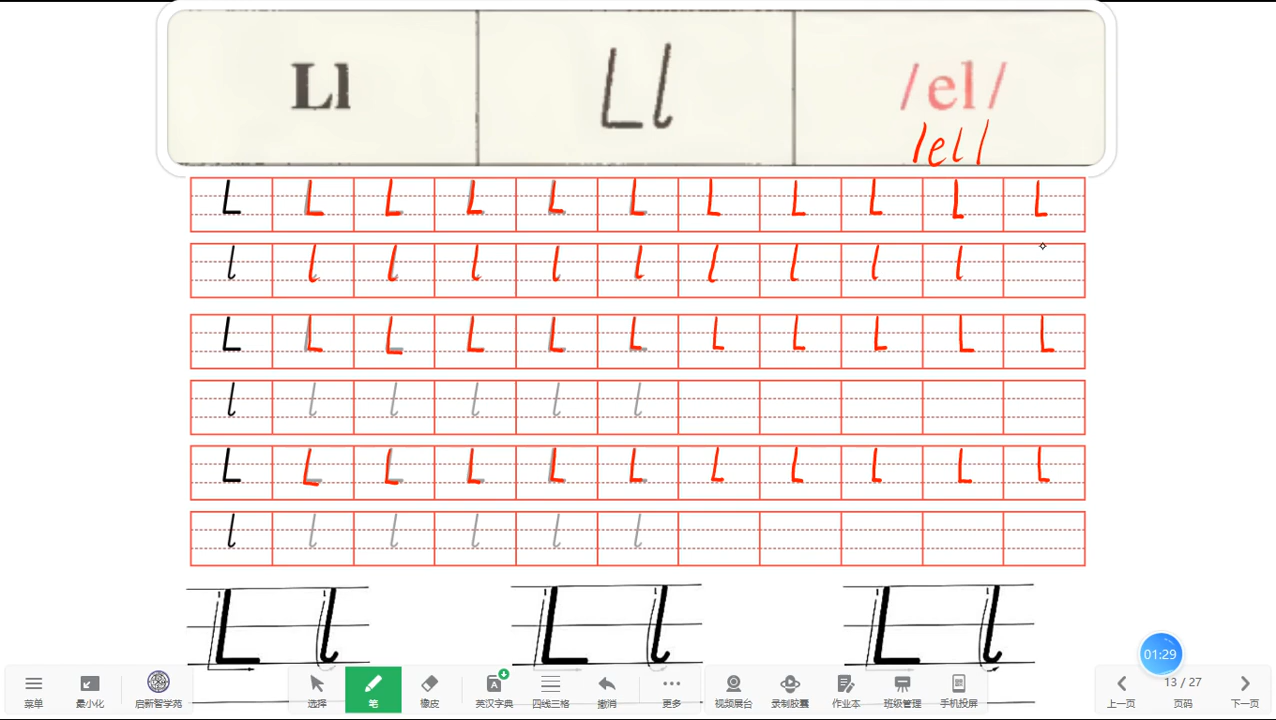 Ll Ll /el/
/el/
L L L L L L L L L L L
l l l l l l l l l l
L L L L L L L L L L L
l l l l l l
L L L L L L L L L L L
l l l l l l
Ll Ll Ll
01:29
菜单 最小化 启新智学苑 选择 笔 橡皮 英汉字典 四线三格 撤消 更多 视频展台 录制胶囊 作业本 班级管理 手机投屏 上一页 13 / 27 页码 下一页